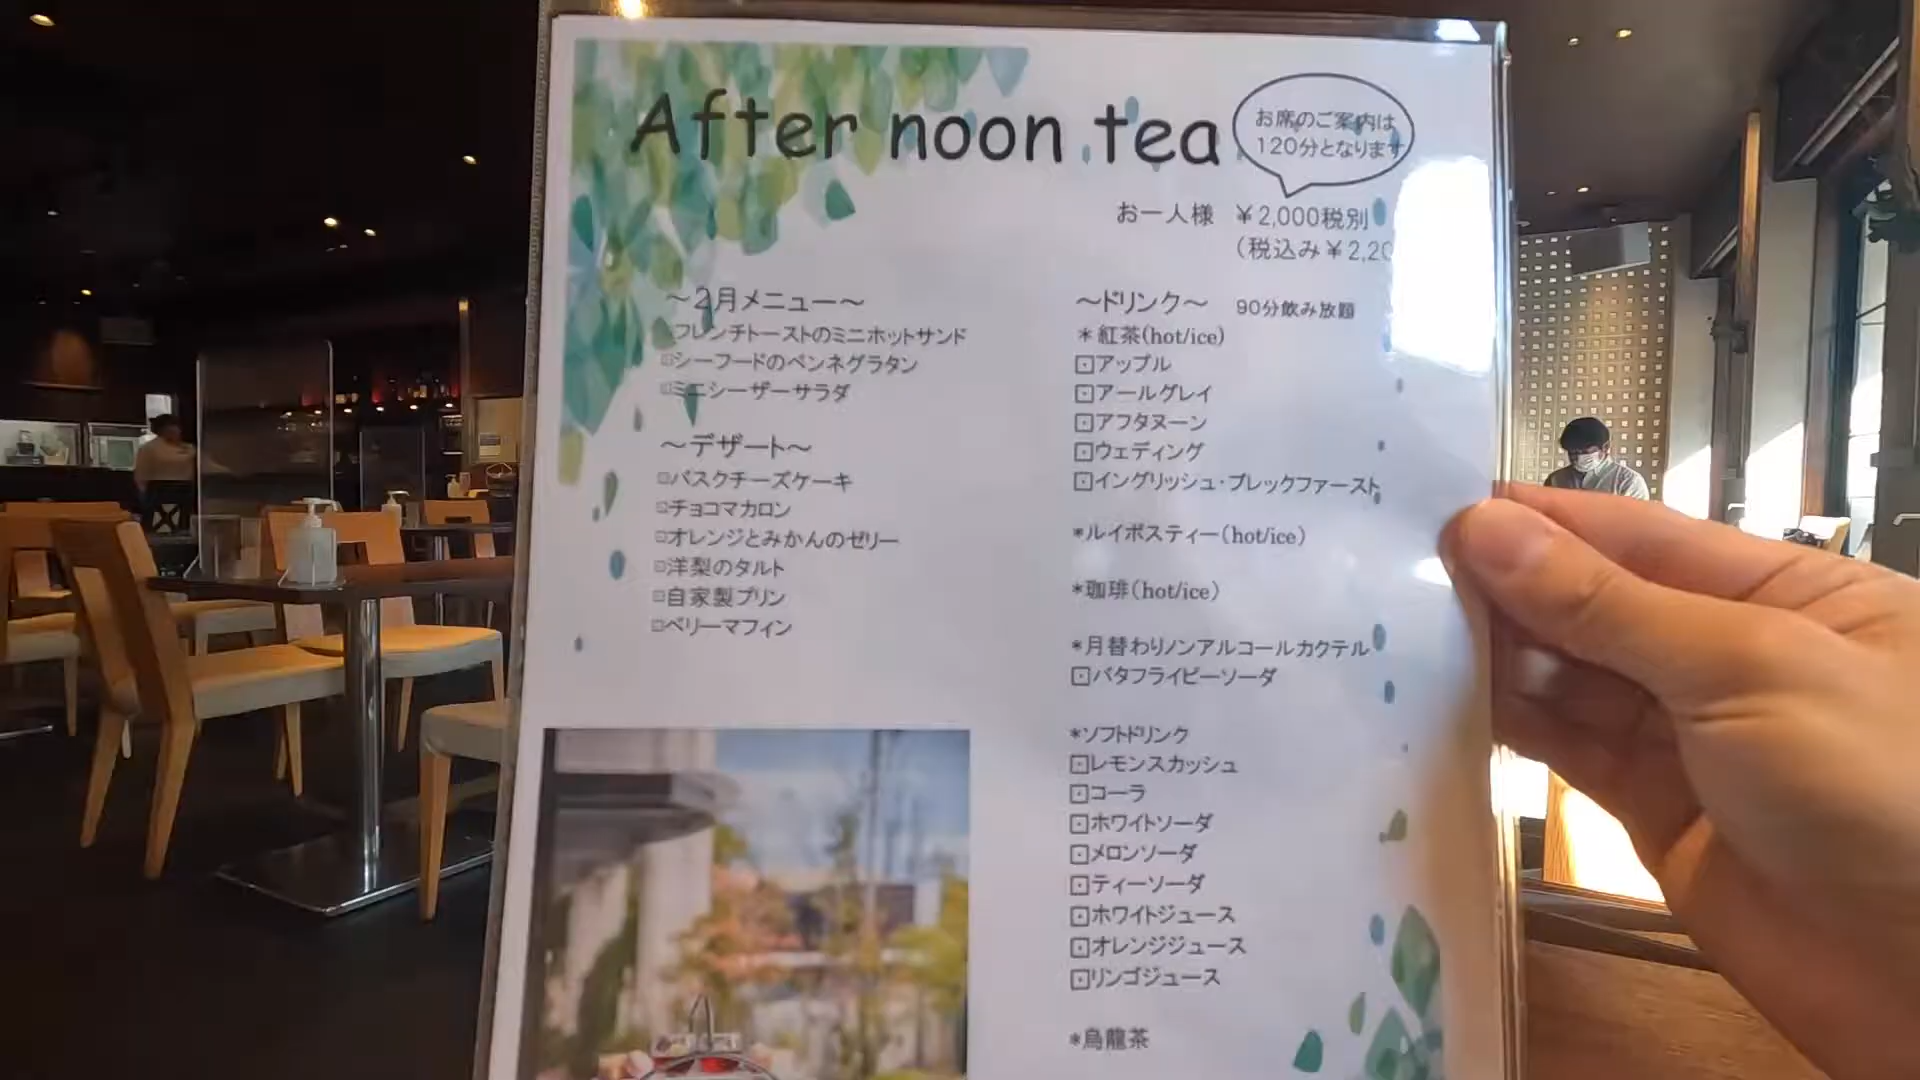 After noon tea
お席のご案内は
120分となります
お一人様 ￥2,000税別
(税込み￥2,20
～2月メニュー～
フレンチトーストのミニホットサンド
⊡シーフードのペンネグラタン
⊡ミニシーザーサラダ
～デザート～
⊡バスクチーズケーキ
⊡チョコマカロン
⊡オレンジとみかんのゼリー
⊡洋梨のタルト
⊡自家製プリン
⊡ベリーマフィン
～ドリンク～ 90分飲み放題
＊紅茶(hot/ice)
⊡アップル
⊡アールグレイ
⊡アフタヌーン
⊡ウェディング
⊡イングリッシュ・ブレックファースト
*ルイボスティー(hot/ice)
*珈琲(hot/ice)
*月替わりノンアルコールカクテル
⊡バタフライピーソーダ
*ソフトドリンク
⊡レモンスカッシュ
⊡コーラ
⊡ホワイトソーダ
⊡メロンソーダ
⊡ティーソーダ
⊡ホワイトジュース
⊡オレンジジュース
⊡リンゴジュース
*烏龍茶